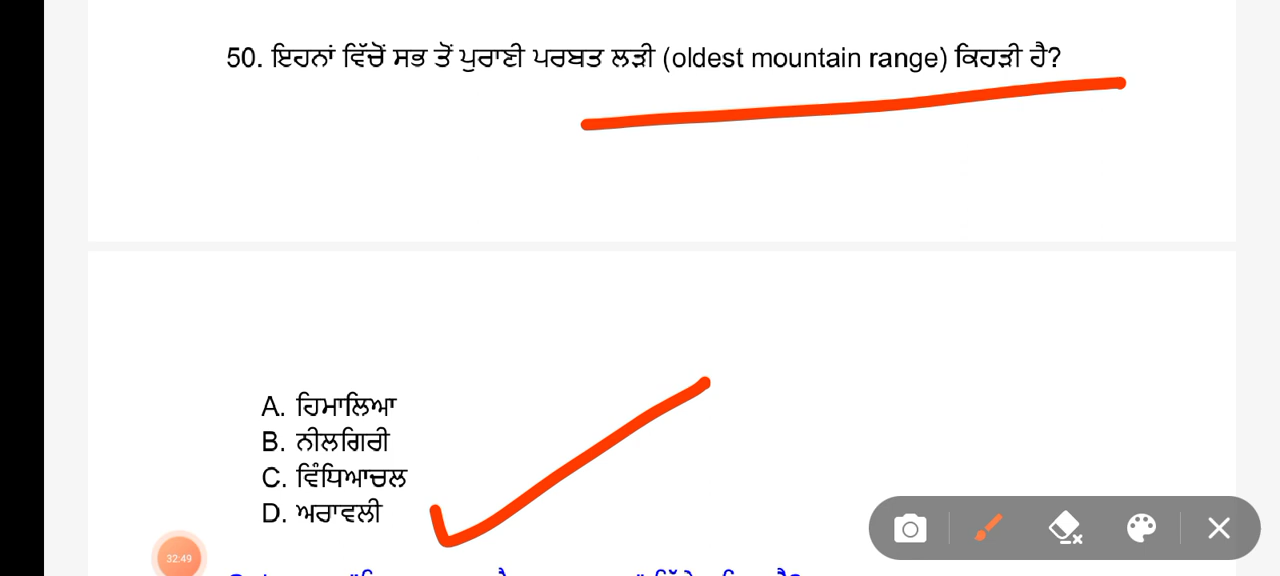 50. ਇਹਨਾਂ ਵਿੱਚੋਂ ਸਭ ਤੋਂ ਪੁਰਾਣੀ ਪਰਬਤ ਲੜੀ (oldest mountain range) ਕਿਹੜੀ ਹੈ?
A. ਹਿਮਾਲਿਆ
B. ਨੀਲਗਿਰੀ
C. ਵਿੰਧਿਆਚਲ
D. ਅਰਾਵਲੀ
32:49